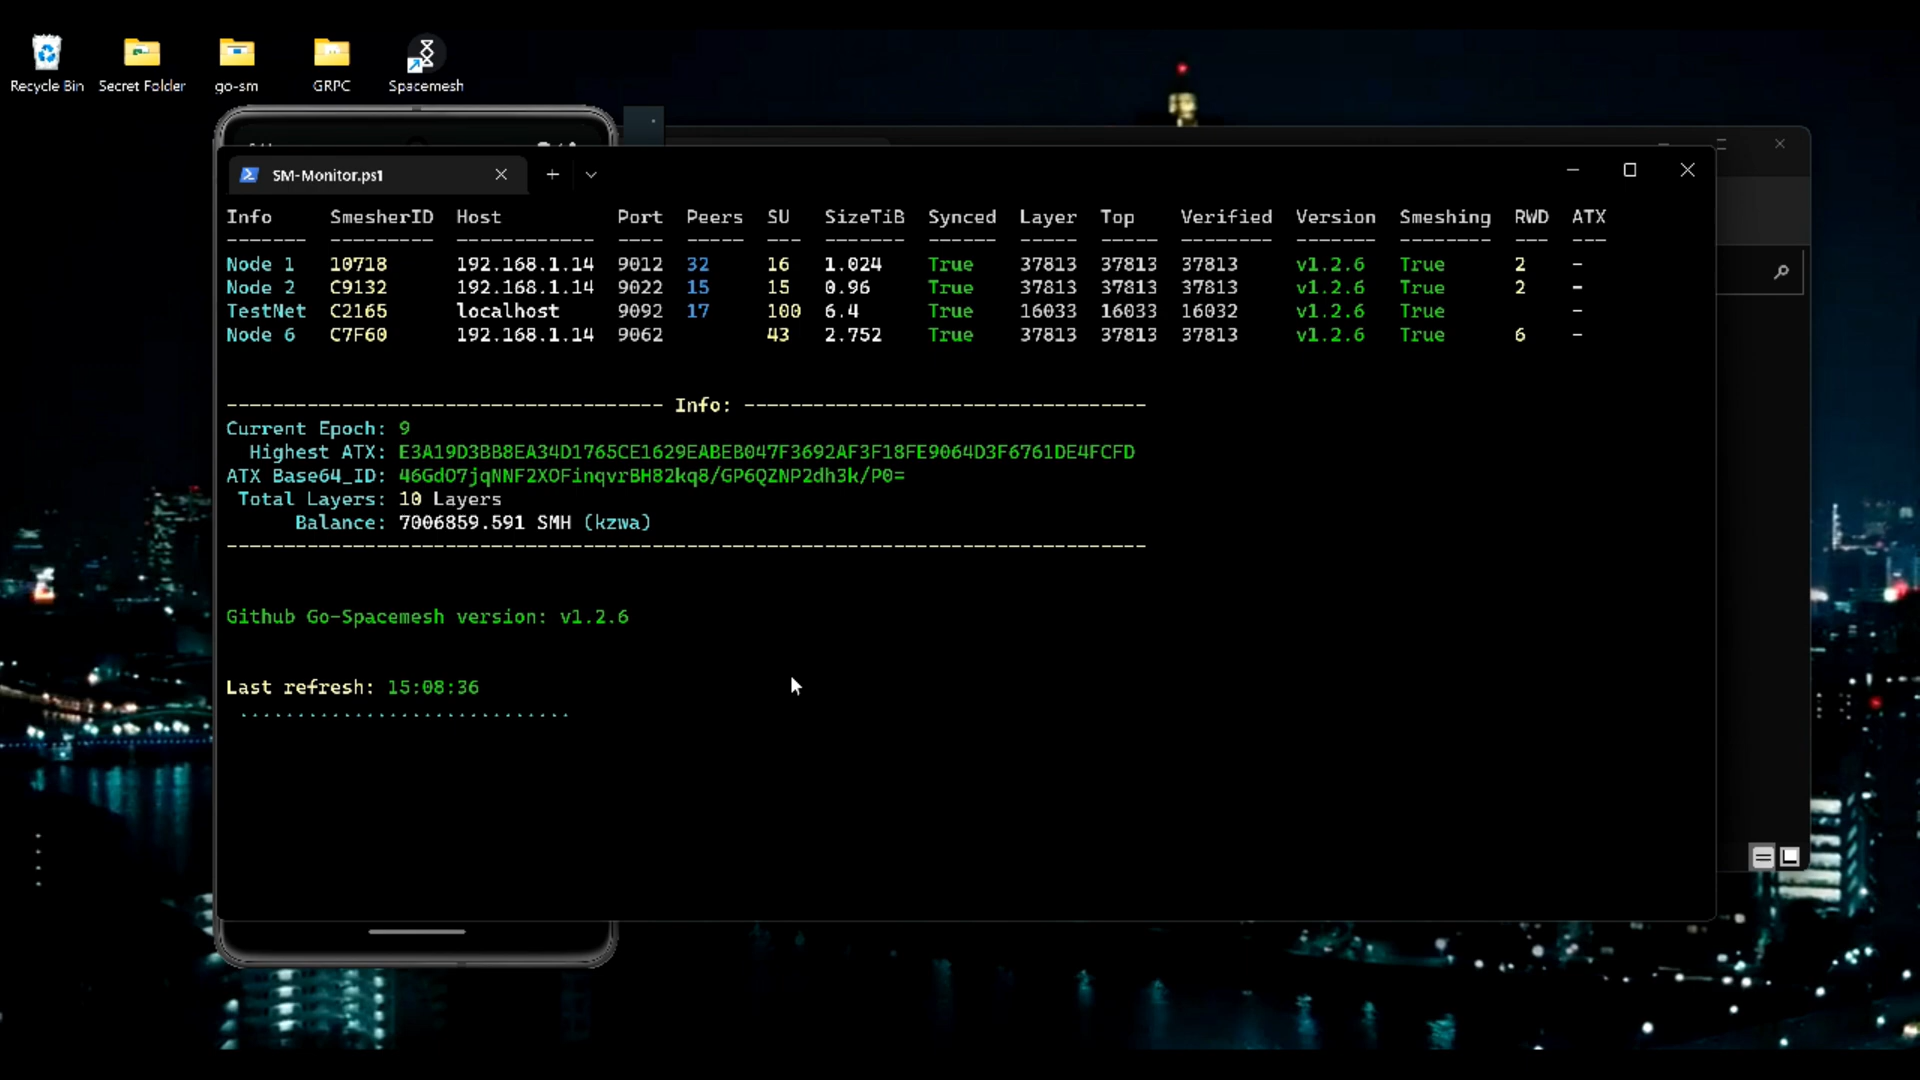 Recycle Bin Secret Folder go-sm GRPC Spacemesh
SM-Monitor.ps1
Info SmesherID Host Port Peers SU SizeTiB Synced Layer Top Verified Version Smeshing RWD ATX
------- --------- ------------ ---- ----- --- ------- ------ ----- ----- -------- ------- -------- --- ---
Node 1 10718 192.168.1.14 9012 32 16 1.024 True 37813 37813 37813 v1.2.6 True 2 -
Node 2 C9132 192.168.1.14 9022 15 15 0.96 True 37813 37813 37813 v1.2.6 True 2 -
TestNet C2165 localhost 9092 17 100 6.4 True 16033 16033 16032 v1.2.6 True -
Node 6 C7F60 192.168.1.14 9062 43 2.752 True 37813 37813 37813 v1.2.6 True 6 -
-------------------------------------- Info: -----------------------------------
Current Epoch: 9
Highest ATX: E3A19D3BB8EA34D1765CE1629EABEB047F3692AF3F18FE9064D3F6761DE4FCFD
ATX Base64_ID: 46GdO7jqNNF2XOFinqvrBH82kq8/GP6QZNP2dh3k/P0=
Total Layers: 10 Layers
Balance: 7006859.591 SMH (kzwa)
--------------------------------------------------------------------------------
Github Go-Spacemesh version: v1.2.6
Last refresh: 15:08:36
.............................